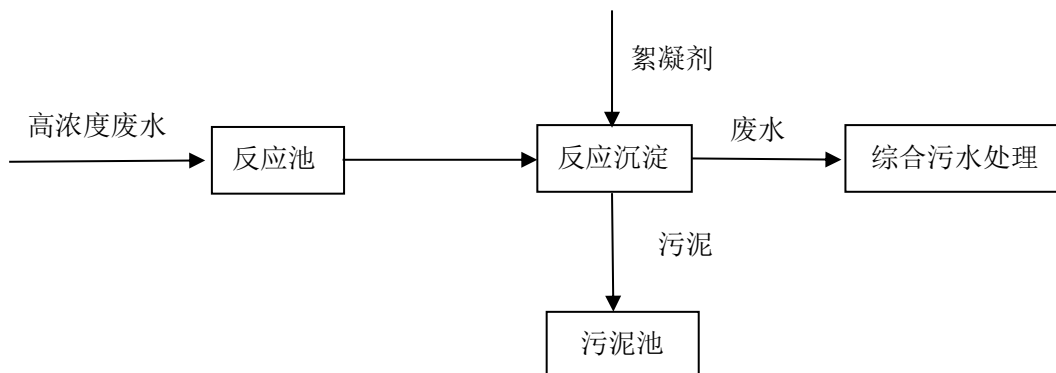 絮凝剂
高浓度废水
反应池
反应沉淀
废水
综合污水处理
污泥
污泥池